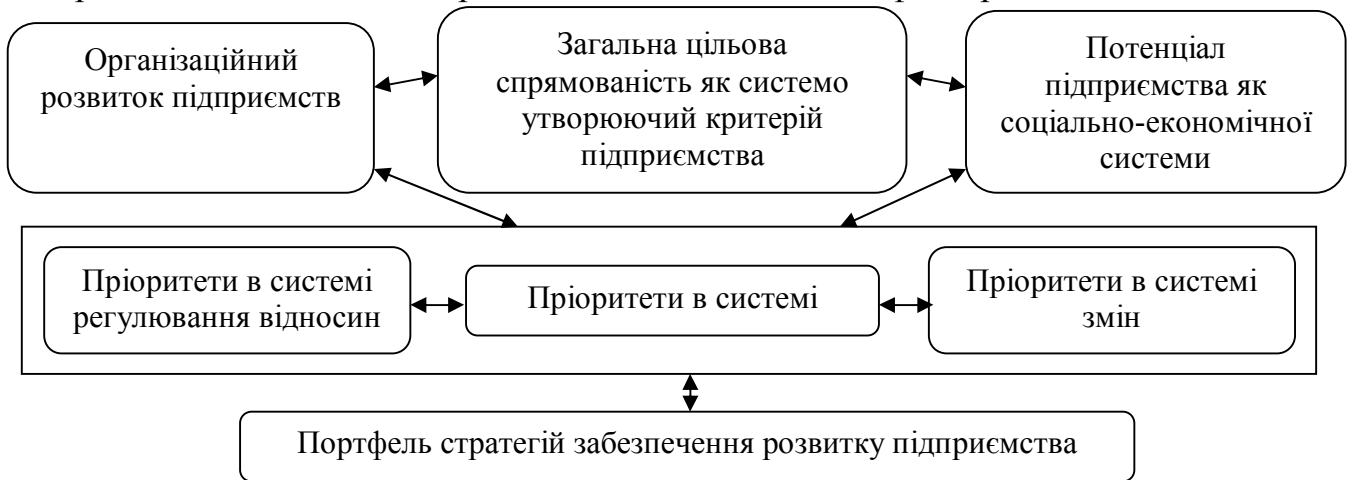 Організаційний
розвиток підприємств
Загальна цільова
спрямованість як системо
утворюючий критерій
підприємства
Потенціал
підприємства як
соціально-економічної
системи
Пріоритети в системі
регулювання відносин
Пріоритети в системі
Пріоритети в системі
змін
Портфель стратегій забезпечення розвитку підприємства